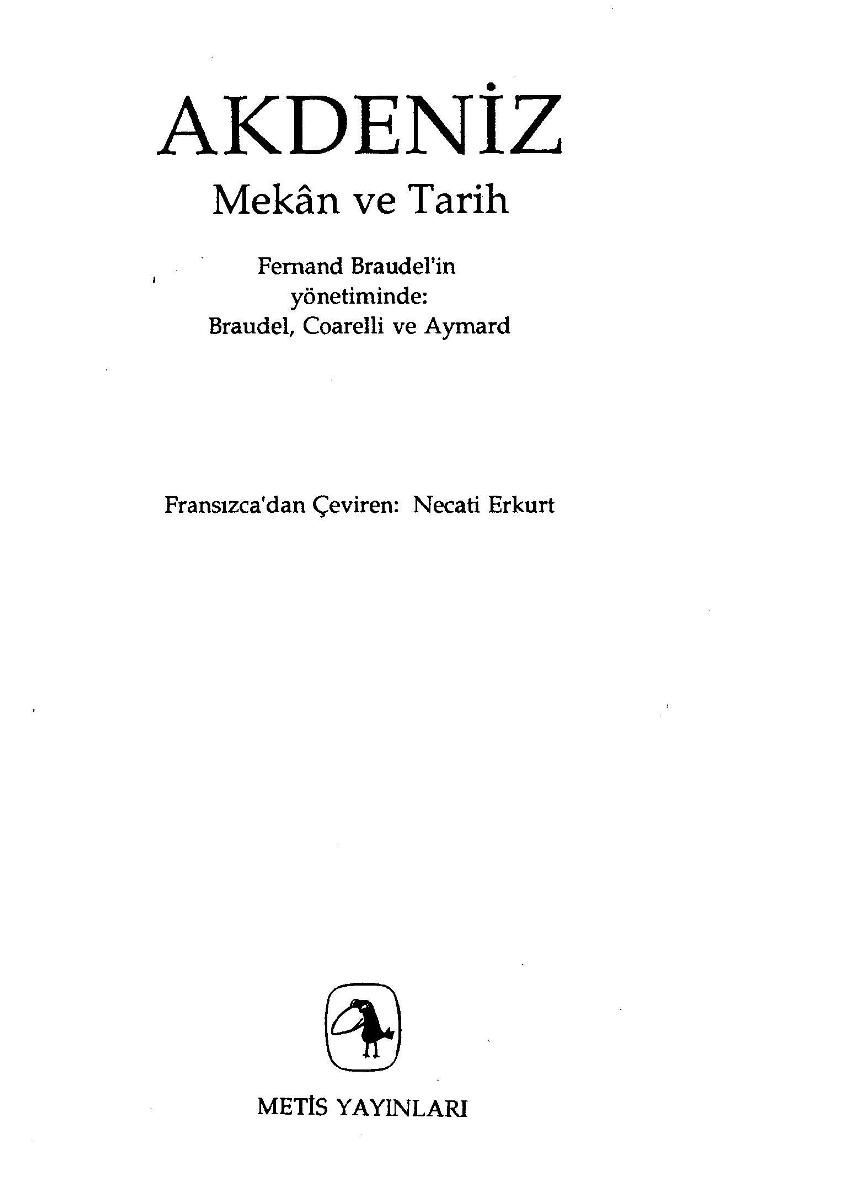 AKDENİZ
Mekân ve Tarih
Fernand Braudel'in
yönetiminde:
Braudel, Coarelli ve Aymard
Fransızca'dan Çeviren: Necati Erkurt
METİS YAYINLARI